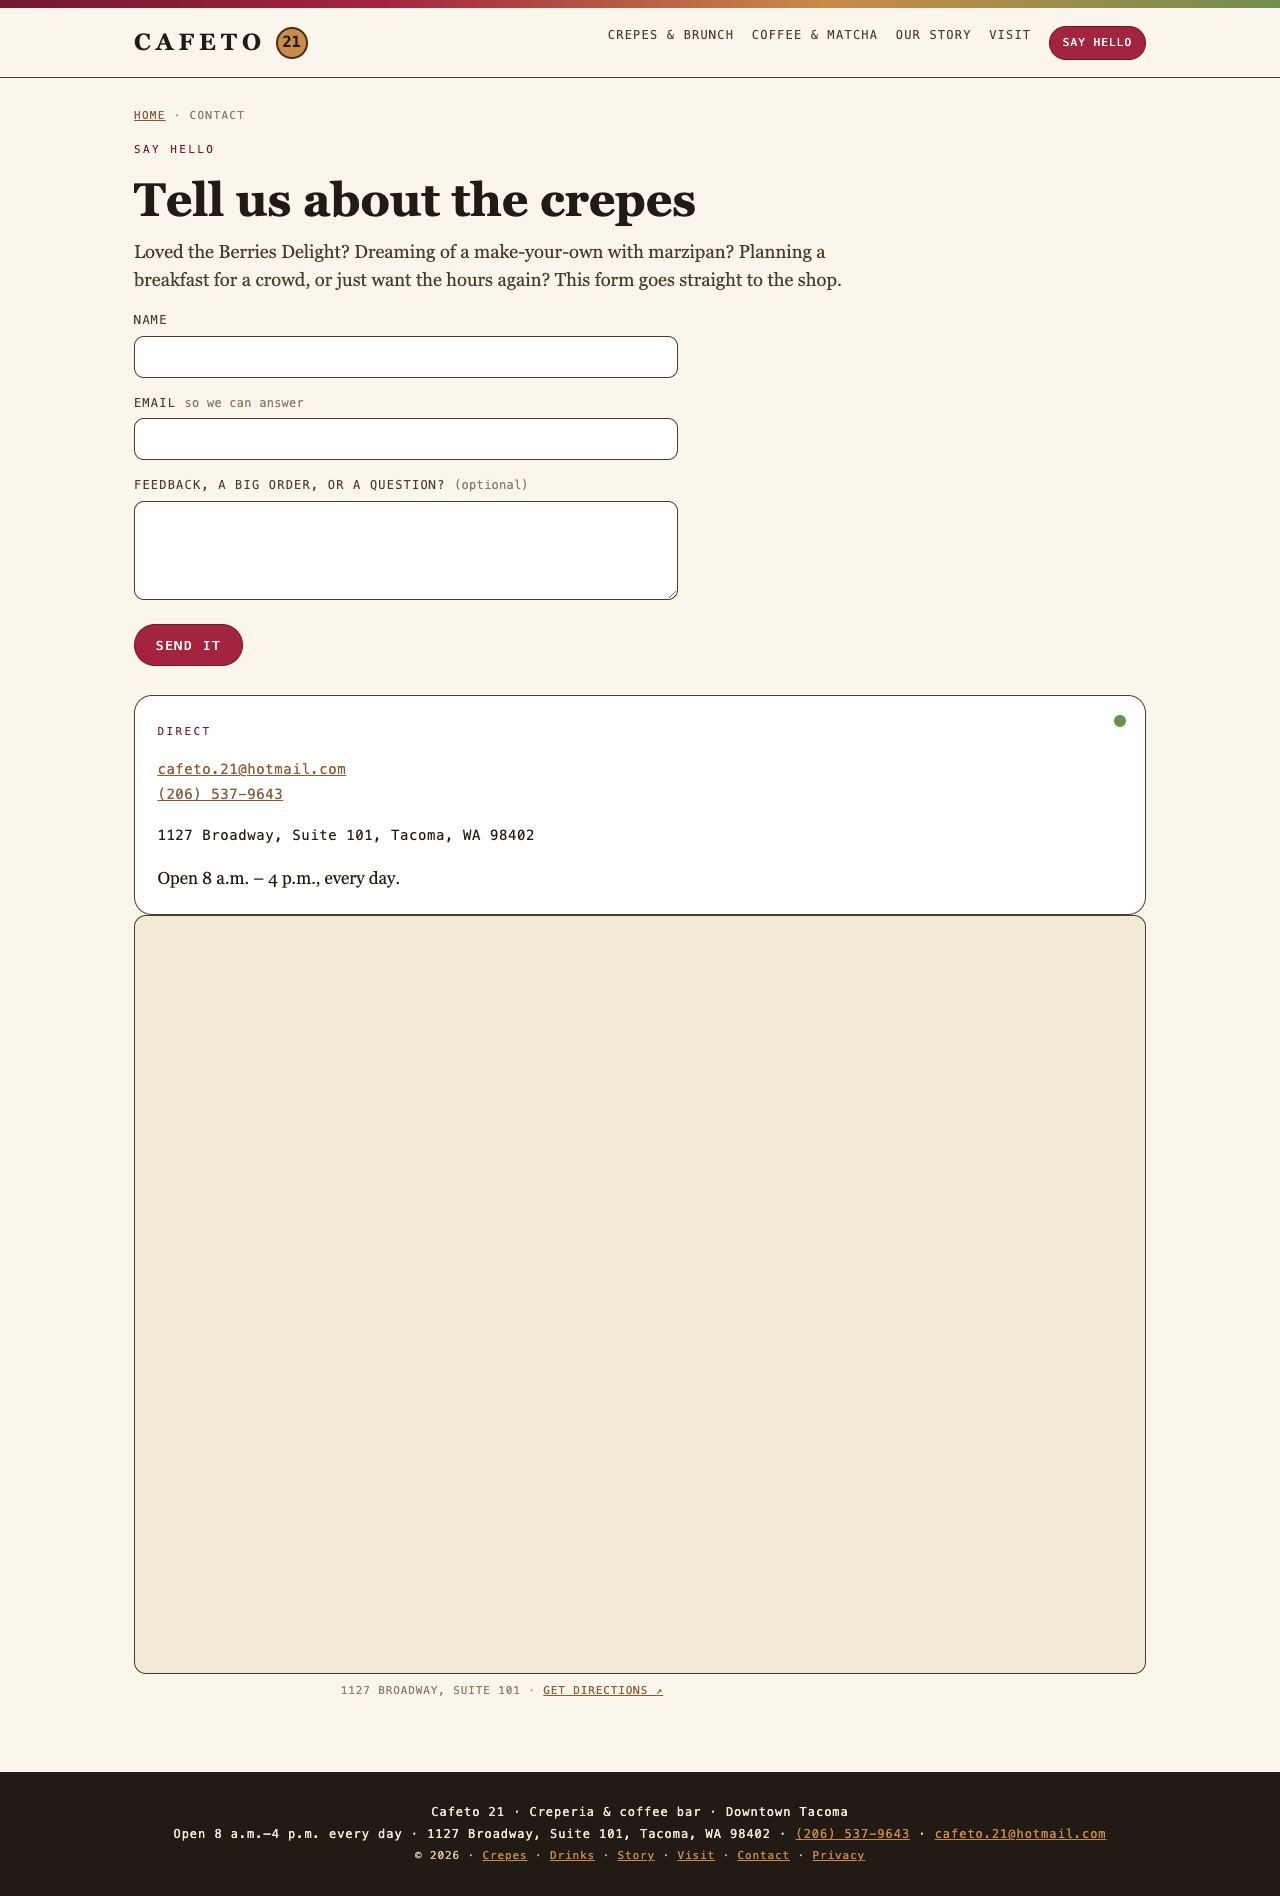 CAFETO 21
CREPES & BRUNCH COFFEE & MATCHA OUR STORY VISIT SAY HELLO
HOME · CONTACT
SAY HELLO
Tell us about the crepes
Loved the Berries Delight? Dreaming of a make-your-own with marzipan? Planning a
breakfast for a crowd, or just want the hours again? This form goes straight to the shop.
NAME
EMAIL so we can answer
FEEDBACK, A BIG ORDER, OR A QUESTION? (optional)
SEND IT
DIRECT
cafeto.21@hotmail.com
(206) 537-9643
1127 Broadway, Suite 101, Tacoma, WA 98402
Open 8 a.m. – 4 p.m., every day.
1127 BROADWAY, SUITE 101 · GET DIRECTIONS ↗
Cafeto 21 · Creperia & coffee bar · Downtown Tacoma
Open 8 a.m.–4 p.m. every day · 1127 Broadway, Suite 101, Tacoma, WA 98402 · (206) 537-9643 · cafeto.21@hotmail.com
© 2026 · Crepes · Drinks · Story · Visit · Contact · Privacy